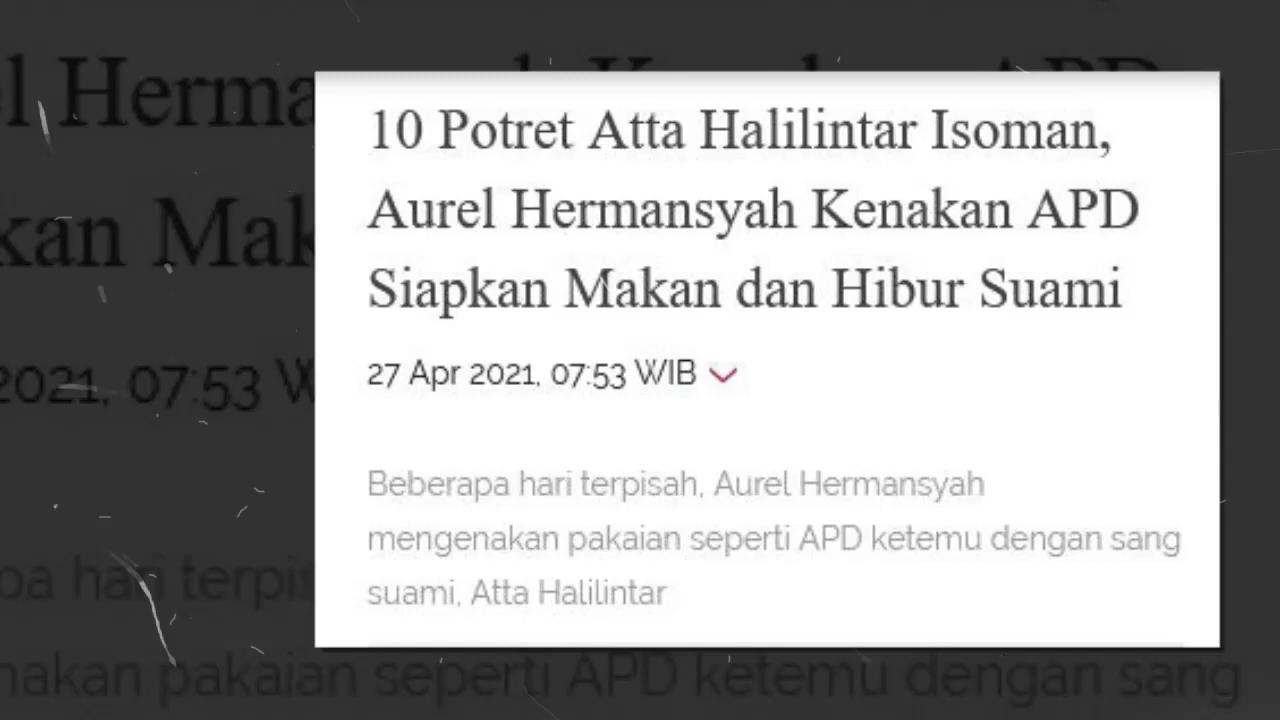 10 Potret Atta Halilintar Isoman,
Aurel Hermansyah Kenakan APD
Siapkan Makan dan Hibur Suami
27 Apr 2021, 07:53 WIB
Beberapa hari terpisah, Aurel Hermansyah
mengenakan pakaian seperti APD ketemu dengan sang
suami, Atta Halilintar